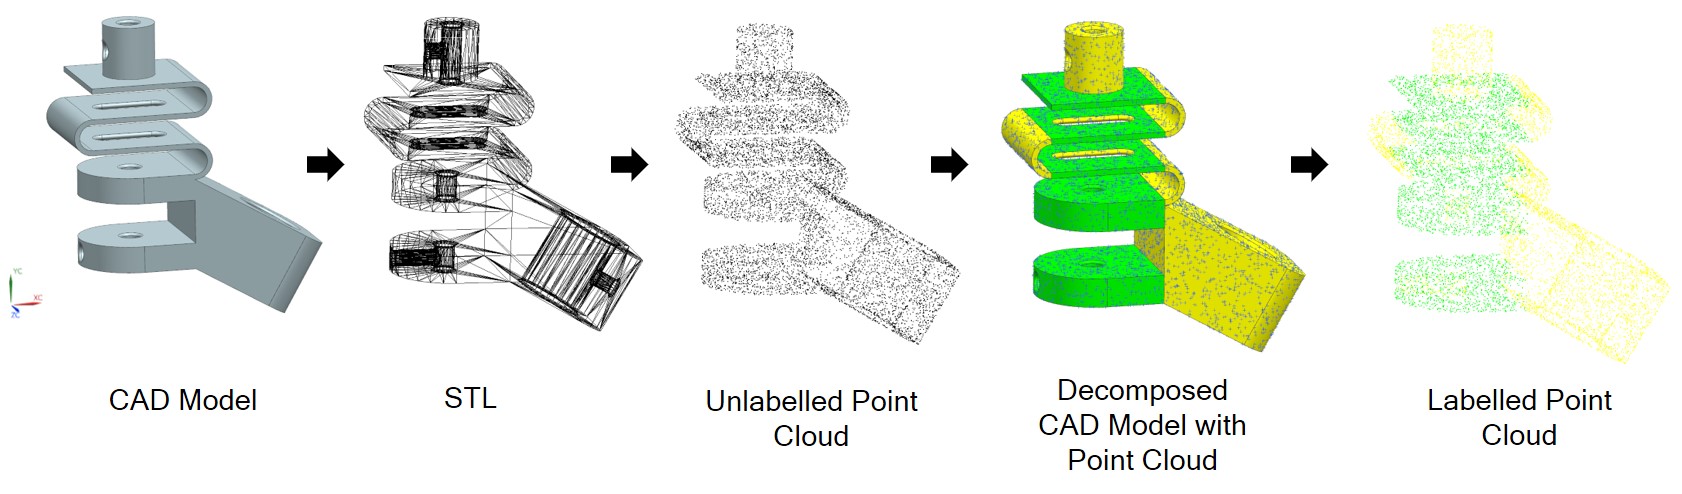 YC
XC
ZC
CAD Model
STL
Unlabelled Point
Cloud
Decomposed
CAD Model with
Point Cloud
Labelled Point
Cloud